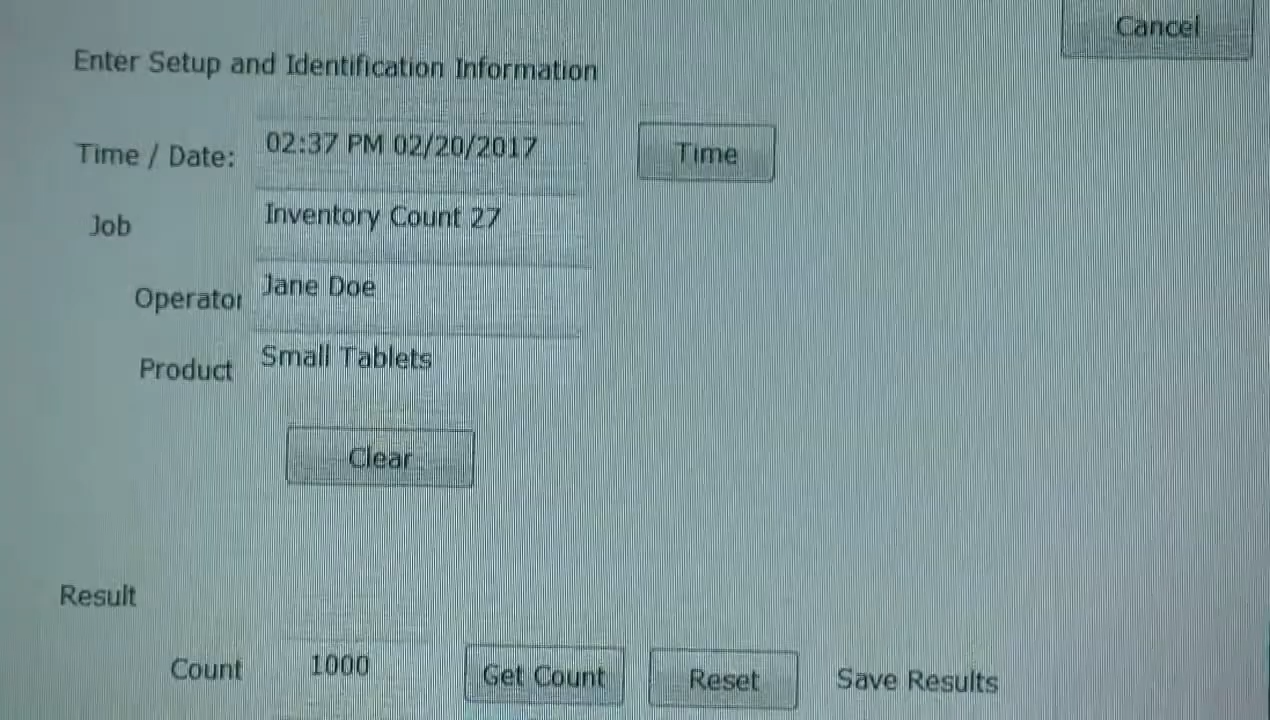 Cancel
Enter Setup and Identification Information
Time / Date: 02:37 PM 02/20/2017 Time
Job Inventory Count 27
Operator Jane Doe
Product Small Tablets
Clear
Result
Count 1000 Get Count Reset Save Results